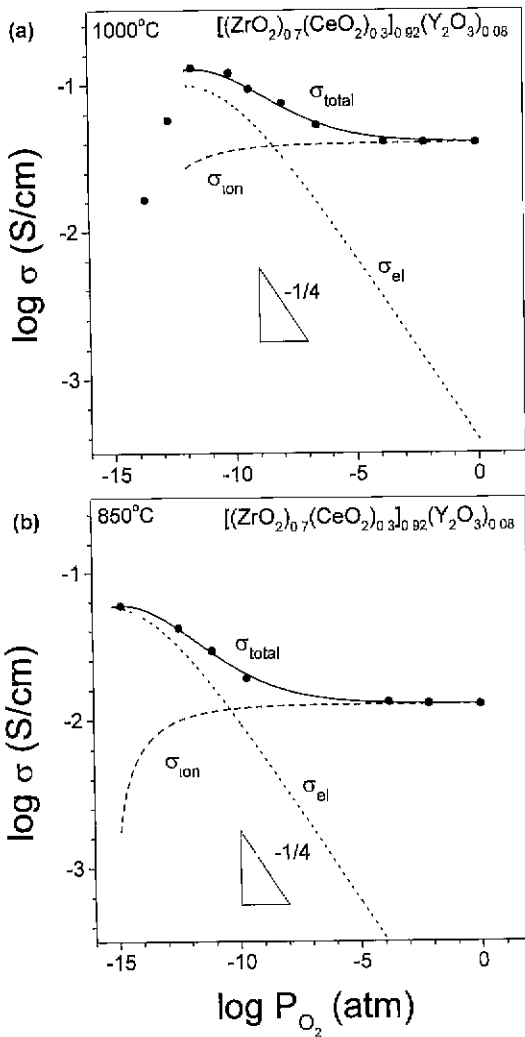 (a) 1000°C [(ZrO₂)₀.₇(CeO₂)₀.₃]₀.₉₂(Y₂O₃)₀.₀₈
-1
σtotal
σion
-2
σel
-1/4
-3
log σ (S/cm)
-15 -10 -5 0
(b) 850°C [(ZrO₂)₀.₇(CeO₂)₀.₃]₀.₉₂(Y₂O₃)₀.₀₈
-1
σtotal
-2
σion
σel
-1/4
-3
log σ (S/cm)
-15 -10 -5 0
log P O₂ (atm)